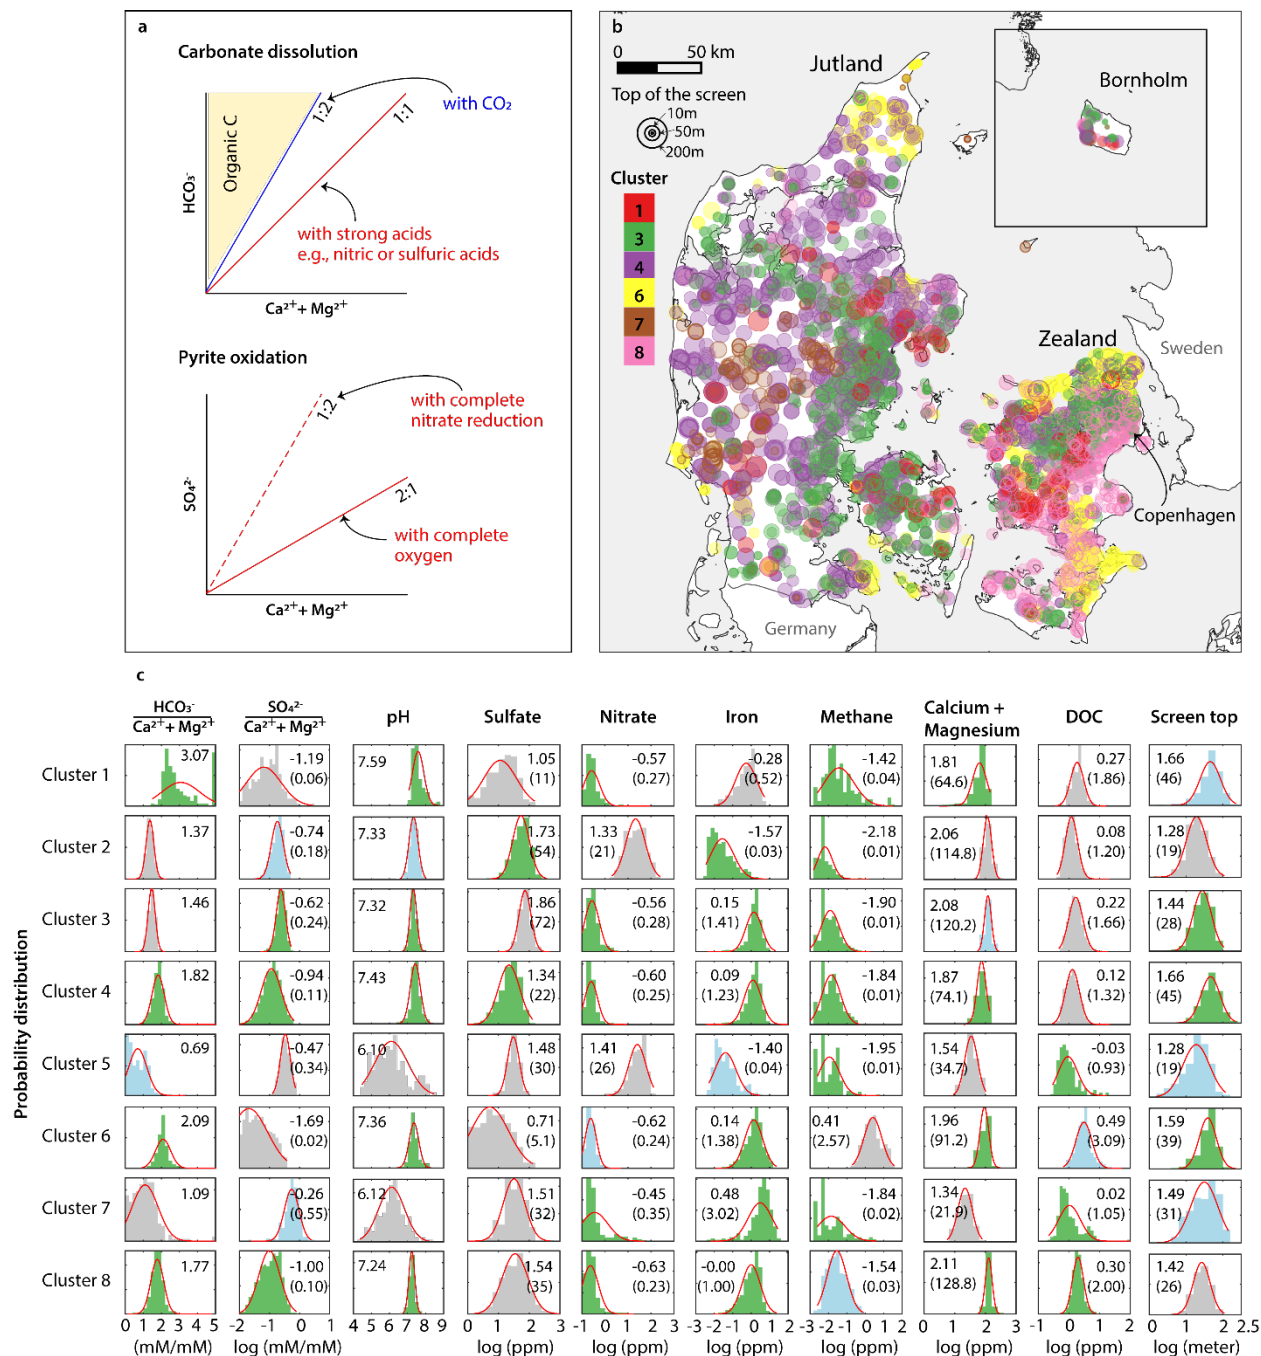 a
Carbonate dissolution
HCO₃⁻
Organic C
1:2
1:1
with CO₂
with strong acids
e.g., nitric or sulfuric acids
Ca²⁺+ Mg²⁺
Pyrite oxidation
SO₄²⁻
1:2
with complete
nitrate reduction
2:1
with complete
oxygen
Ca²⁺+ Mg²⁺
b
0 50 km
Jutland
Top of the screen
10m
50m
200m
Cluster
1
3
4
6
7
8
Bornholm
Zealand
Sweden
Copenhagen
Germany
c
HCO₃⁻ / Ca²⁺+ Mg²⁺ SO₄²⁻ / Ca²⁺+ Mg²⁺ pH Sulfate Nitrate Iron Methane Calcium + Magnesium DOC Screen top
Probability distribution
Cluster 1 3.07 -1.19 (0.06) 7.59 1.05 (11) -0.57 (0.27) -0.28 (0.52) -1.42 (0.04) 1.81 (64.6) 0.27 (1.86) 1.66 (46)
Cluster 2 1.37 -0.74 (0.18) 7.33 1.73 (54) 1.33 (21) -1.57 (0.03) -2.18 (0.01) 2.06 (114.8) 0.08 (1.20) 1.28 (19)
Cluster 3 1.46 -0.62 (0.24) 7.32 1.86 (72) -0.56 (0.28) 0.15 (1.41) -1.90 (0.01) 2.08 (120.2) 0.22 (1.66) 1.44 (28)
Cluster 4 1.82 -0.94 (0.11) 7.43 1.34 (22) -0.60 (0.25) 0.09 (1.23) -1.84 (0.01) 1.87 (74.1) 0.12 (1.32) 1.66 (45)
Cluster 5 0.69 -0.47 (0.34) 6.10 1.48 (30) 1.41 (26) -1.40 (0.04) -1.95 (0.01) 1.54 (34.7) -0.03 (0.93) 1.28 (19)
Cluster 6 2.09 -1.69 (0.02) 7.36 0.71 (5.1) -0.62 (0.24) 0.14 (1.38) 0.41 (2.57) 1.96 (91.2) 0.49 (3.09) 1.59 (39)
Cluster 7 1.09 -0.26 (0.55) 6.12 1.51 (32) -0.45 (0.35) 0.48 (3.02) -1.84 (0.02) 1.34 (21.9) 0.02 (1.05) 1.49 (31)
Cluster 8 1.77 -1.00 (0.10) 7.24 1.54 (35) -0.63 (0.23) -0.00 (1.00) -1.54 (0.03) 2.11 (128.8) 0.30 (2.00) 1.42 (26)
0 1 2 3 4 5 -2 -1 0 1 4 5 6 7 8 9 0 1 2 3 -1 0 1 2 3 -3 -2 -1 0 1 2 -3 -2 -1 0 1 2 0 1 2 3 -1 0 1 2 0 1 2 2.5
(mM/mM) log (mM/mM) log (ppm) log (ppm) log (ppm) log (ppm) log (ppm) log (ppm) log (meter)